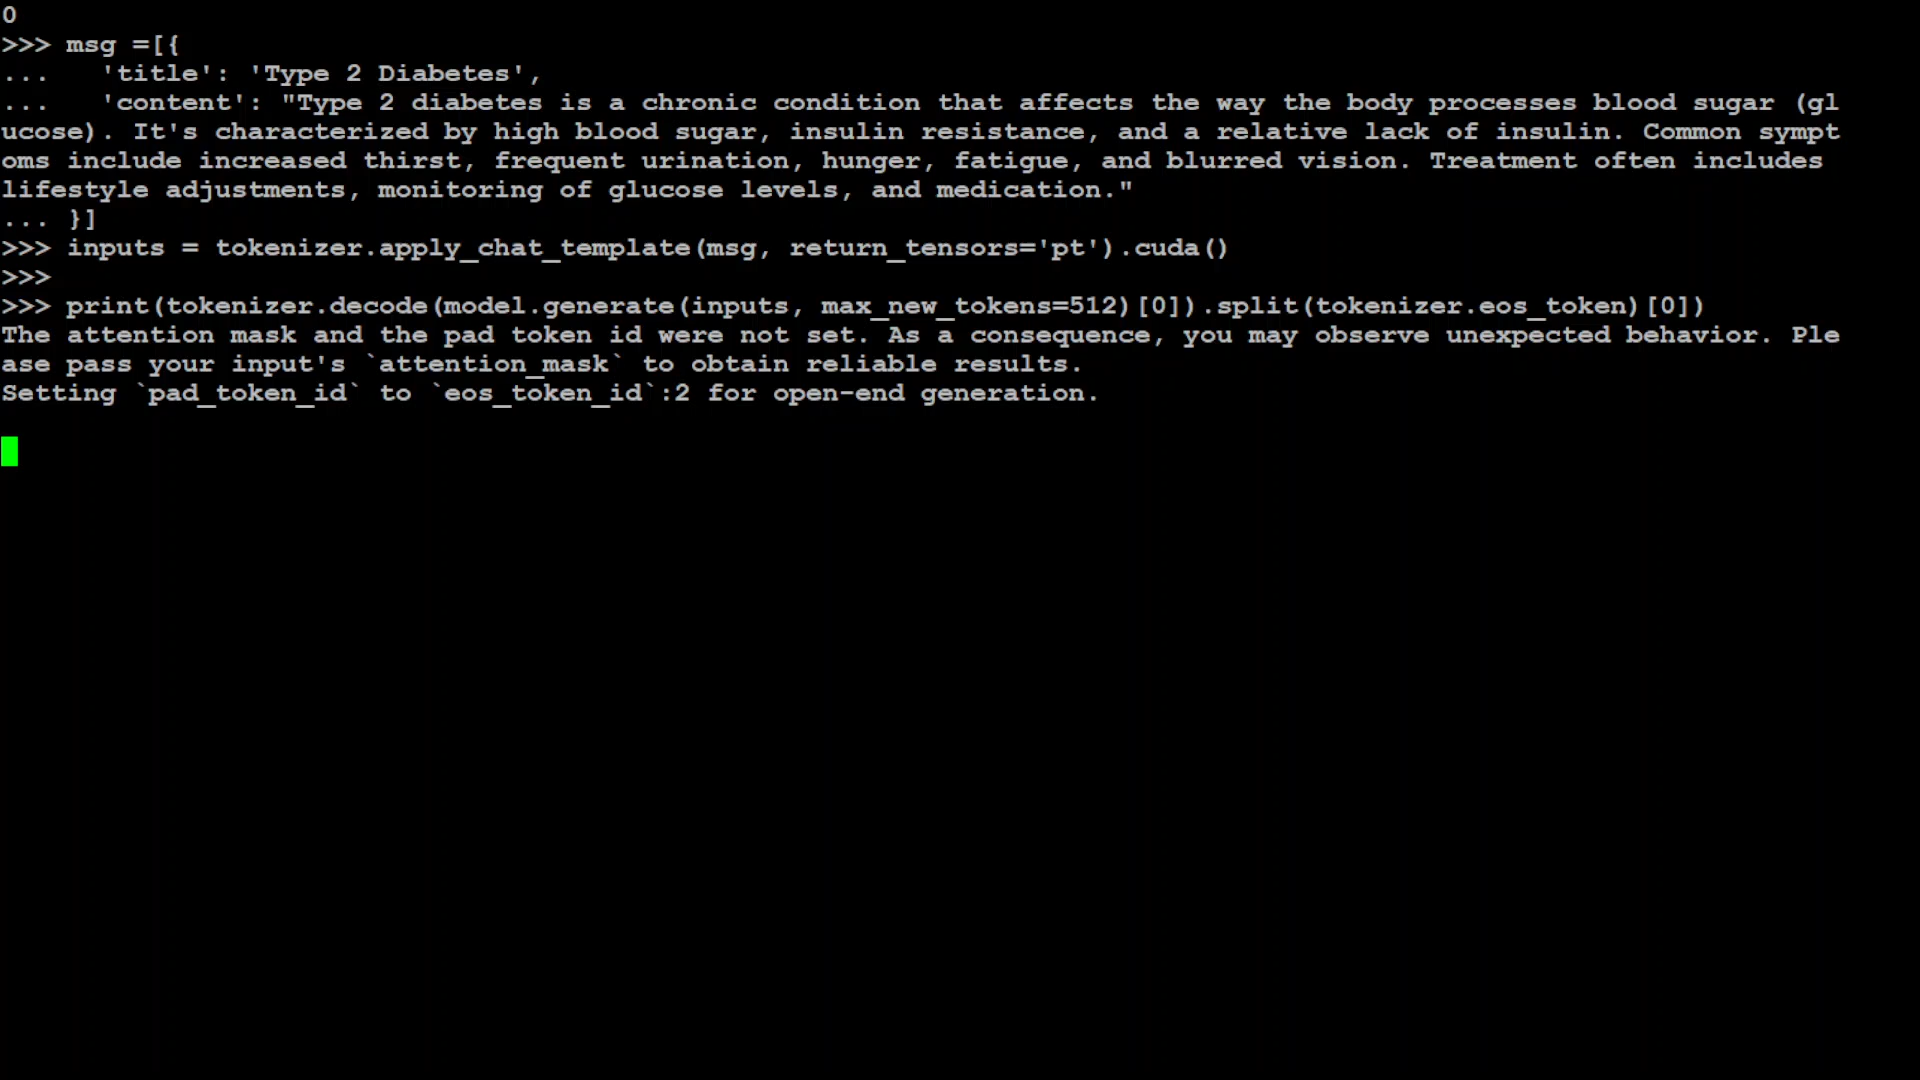 0
>>> msg =[{
...   'title': 'Type 2 Diabetes',
...   'content': "Type 2 diabetes is a chronic condition that affects the way the body processes blood sugar (gl
ucose). It's characterized by high blood sugar, insulin resistance, and a relative lack of insulin. Common sympt
oms include increased thirst, frequent urination, hunger, fatigue, and blurred vision. Treatment often includes
lifestyle adjustments, monitoring of glucose levels, and medication."
... }]
>>> inputs = tokenizer.apply_chat_template(msg, return_tensors='pt').cuda()
>>>
>>> print(tokenizer.decode(model.generate(inputs, max_new_tokens=512)[0]).split(tokenizer.eos_token)[0])
The attention mask and the pad token id were not set. As a consequence, you may observe unexpected behavior. Ple
ase pass your input's `attention_mask` to obtain reliable results.
Setting `pad_token_id` to `eos_token_id`:2 for open-end generation.